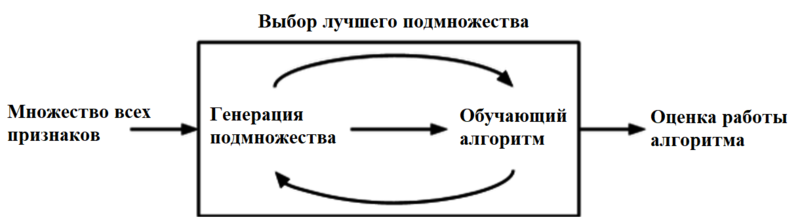 Выбор лучшего подмножества
Множество всех
признаков
Генерация
подмножества
Обучающий
алгоритм
Оценка работы
алгоритма